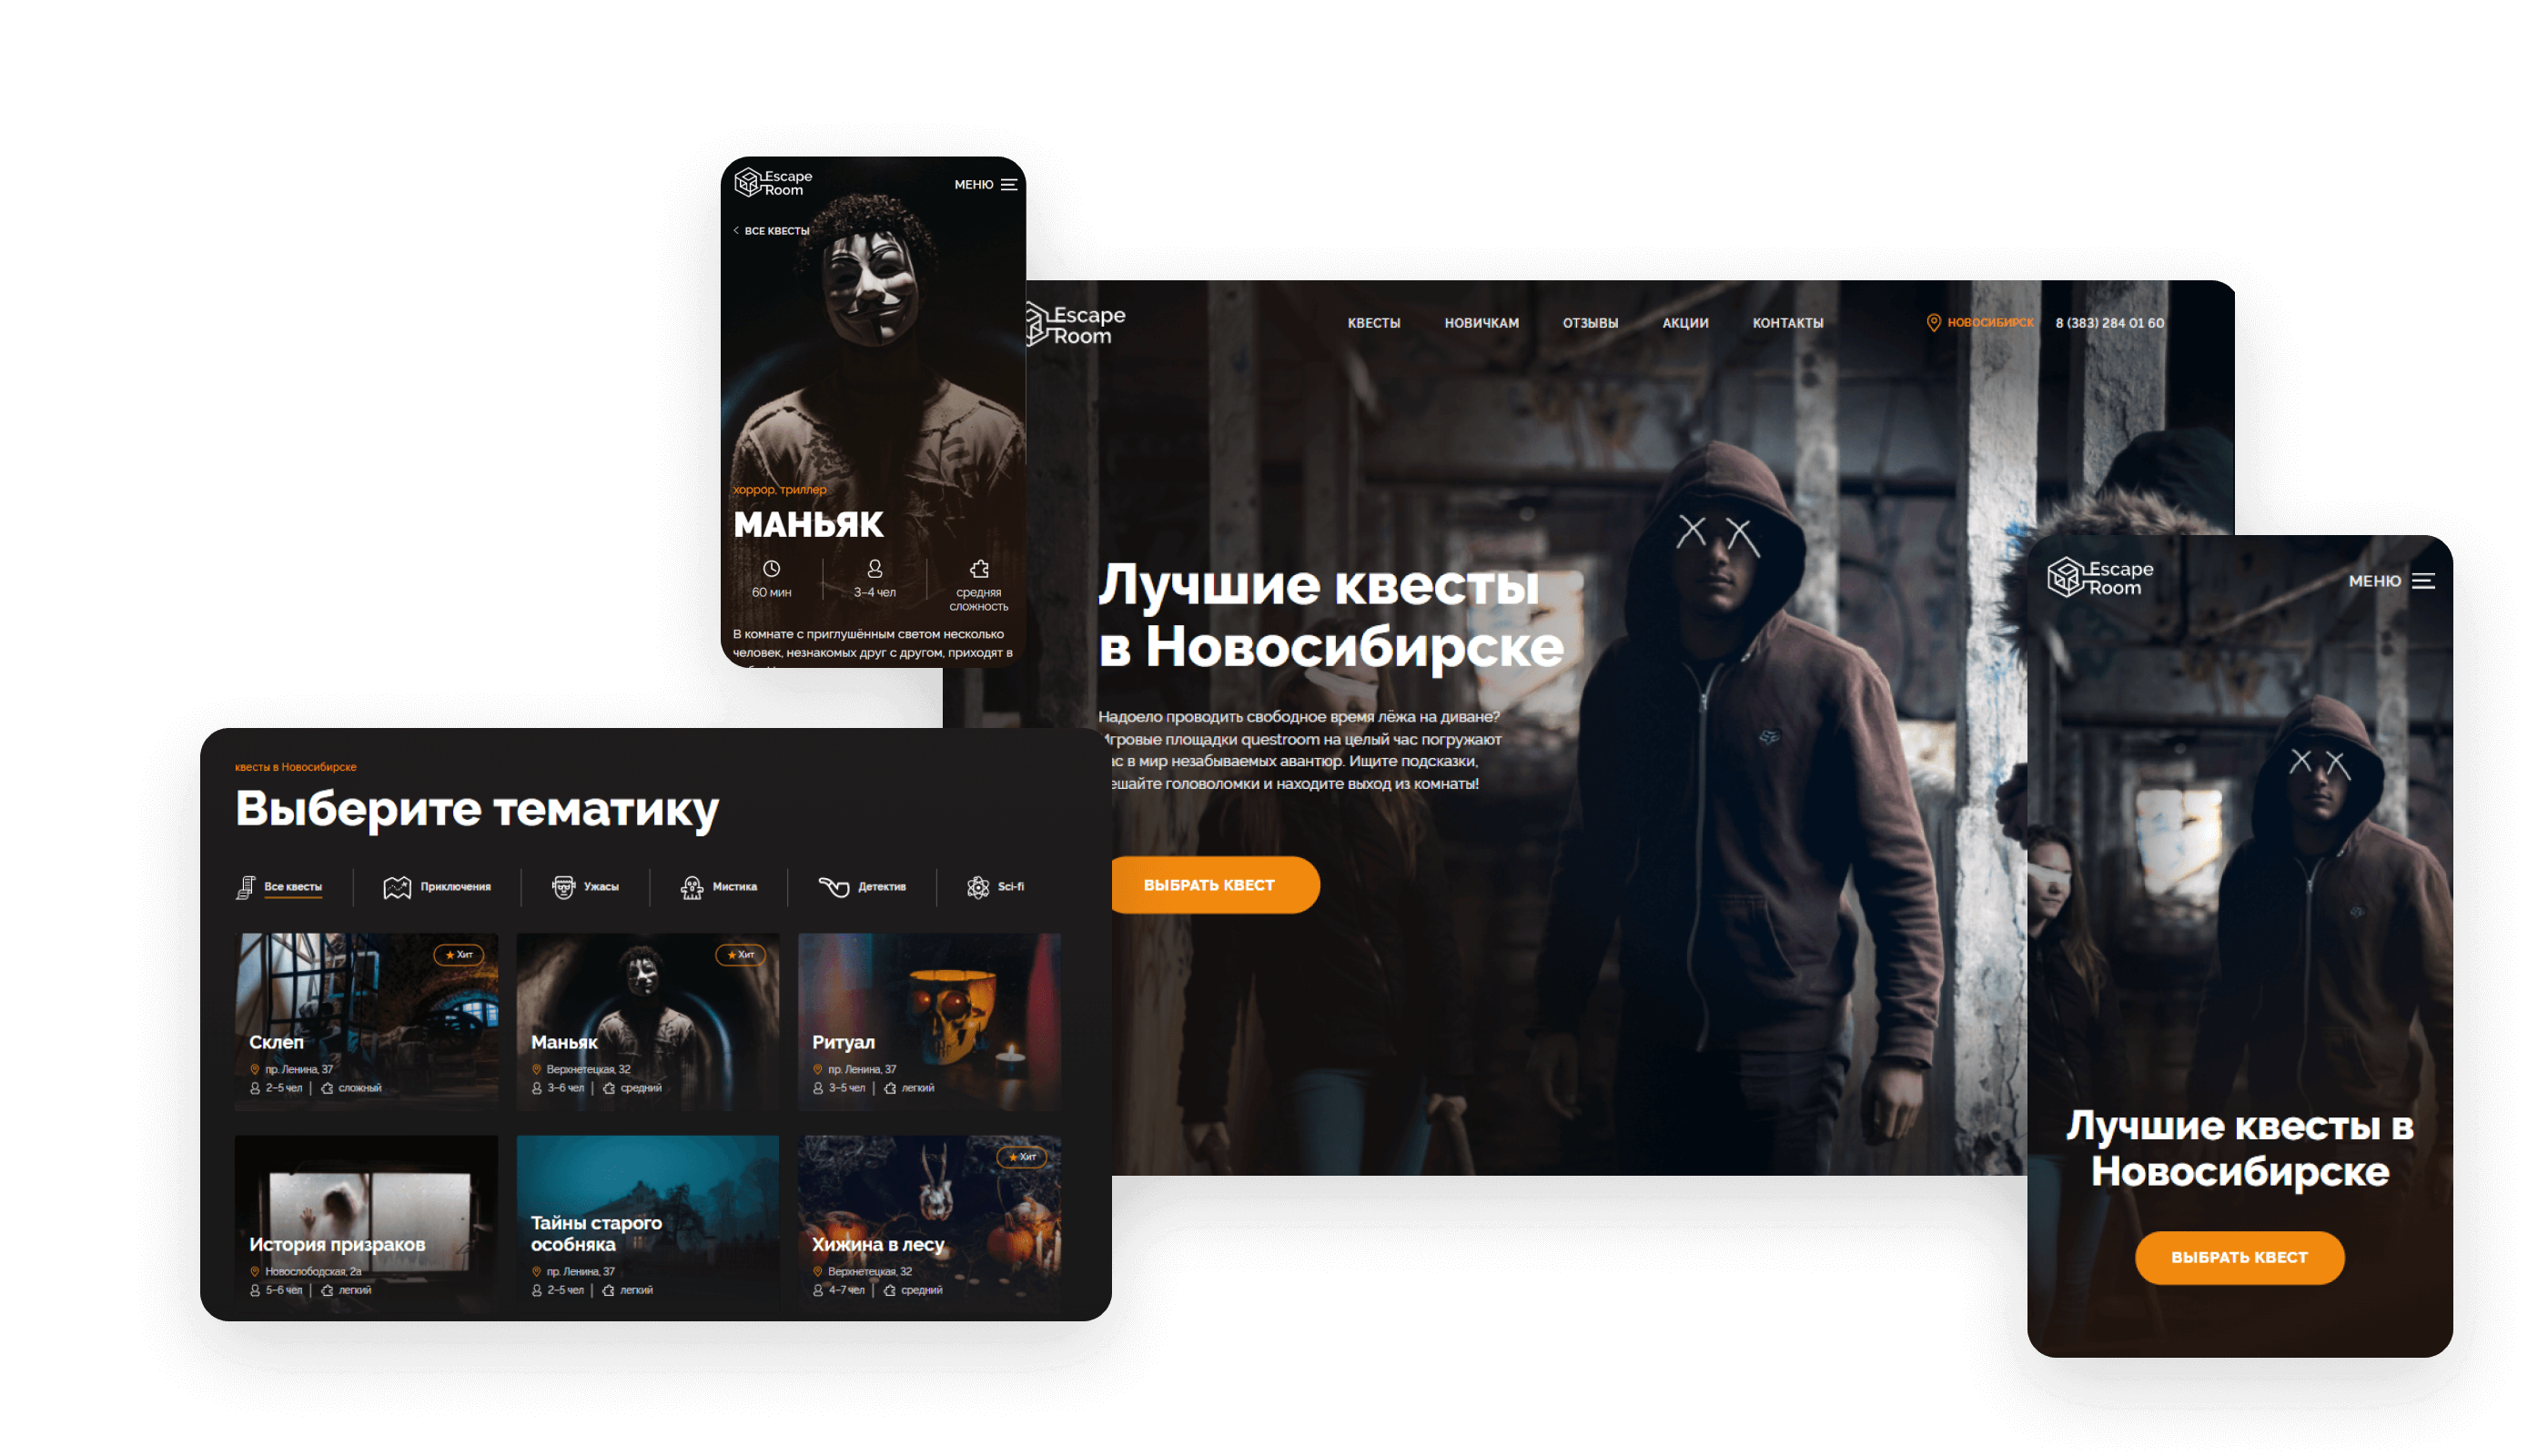 Escape
Room
МЕНЮ
ВСЕ КВЕСТЫ
хоррор, триллер
МАНЬЯК
60 мин
3–4 чел
средняя
сложность
В комнате с приглушённым светом несколько
человек, незнакомых друг с другом, приходят в
Escape
Room
КВЕСТЫ НОВИЧКАМ ОТЗЫВЫ АКЦИИ КОНТАКТЫ
НОВОСИБИРСК 8 (383) 284 01 60
Лучшие квесты
в Новосибирске
Надоело проводить свободное время лёжа на диване?
гровые площадки questroom на целый час погружают
с в мир незабываемых авантюр. Ищите подсказки,
ешайте головоломки и находите выход из комнаты!
ВЫБРАТЬ КВЕСТ
квесты в Новосибирске
Выберите тематику
Все квесты Приключения Ужасы Мистика Детектив Sci-fi
Хит
Склеп
пр. Ленина, 37
2–5 чел | сложный
Хит
Маньяк
Верхнетецкая, 32
3–6 чел | средний
Ритуал
пр. Ленина, 37
3–5 чел | легкий
История призраков
Новослободская, 2а
5–6 чел | легкий
Тайны старого
особняка
пр. Ленина, 37
2–5 чел | легкий
Хит
Хижина в лесу
Верхнетецкая, 32
4–7 чел | средний
Escape
Room
МЕНЮ
Лучшие квесты в
Новосибирске
ВЫБРАТЬ КВЕСТ